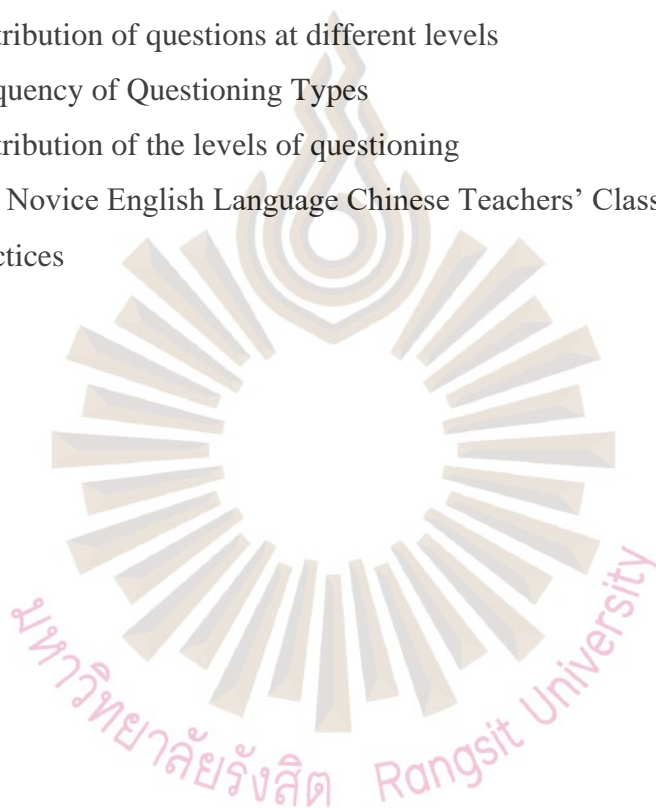 tribution of questions at different levels
quency of Questioning Types
tribution of the levels of questioning
Novice English Language Chinese Teachers’ Class
ctices
มหาวิทยาลัยรังสิต Rangsit University